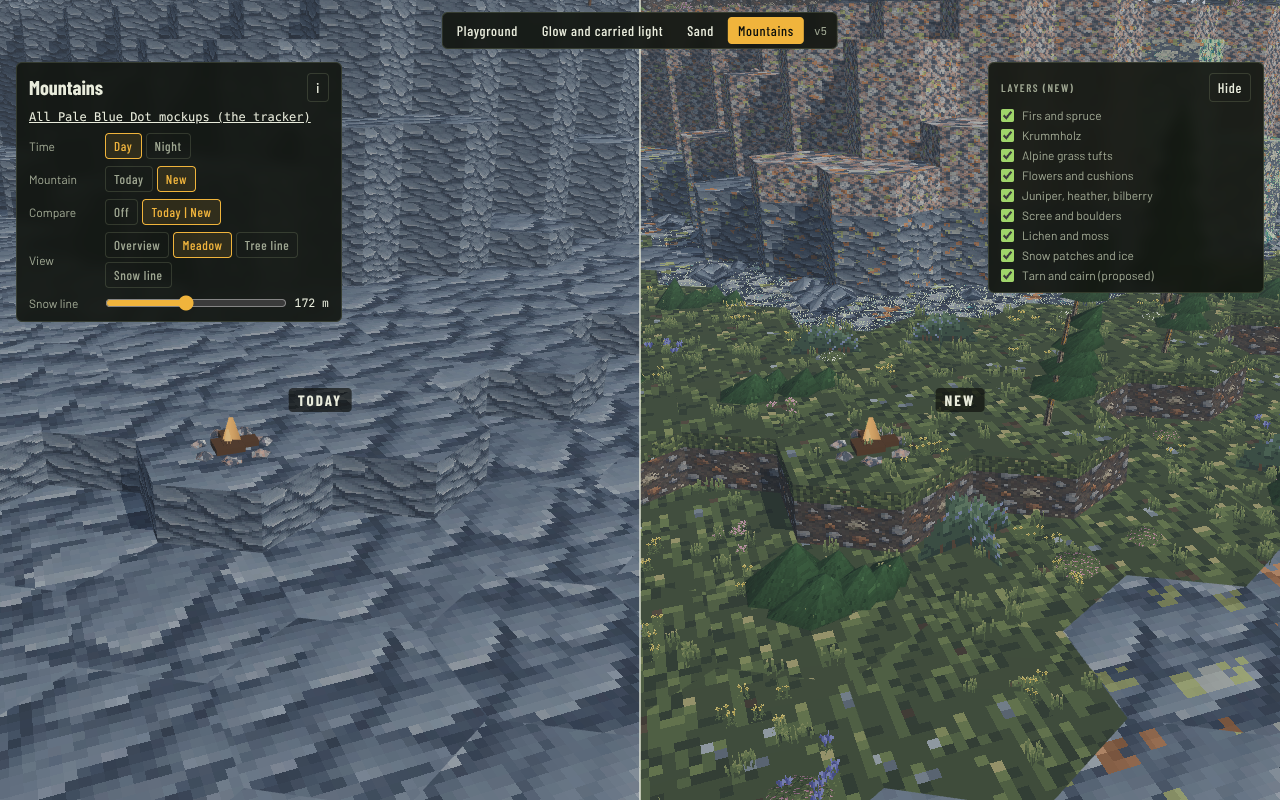 Playground Glow and carried light Sand Mountains v5
Mountains i
All Pale Blue Dot mockups (the tracker)
Time Day Night
Mountain Today New
Compare Off Today | New
View Overview Meadow Tree line
Snow line
Snow line 172 m
LAYERS (NEW) Hide
Firs and spruce
Krummholz
Alpine grass tufts
Flowers and cushions
Juniper, heather, bilberry
Scree and boulders
Lichen and moss
Snow patches and ice
Tarn and cairn (proposed)
TODAY
NEW